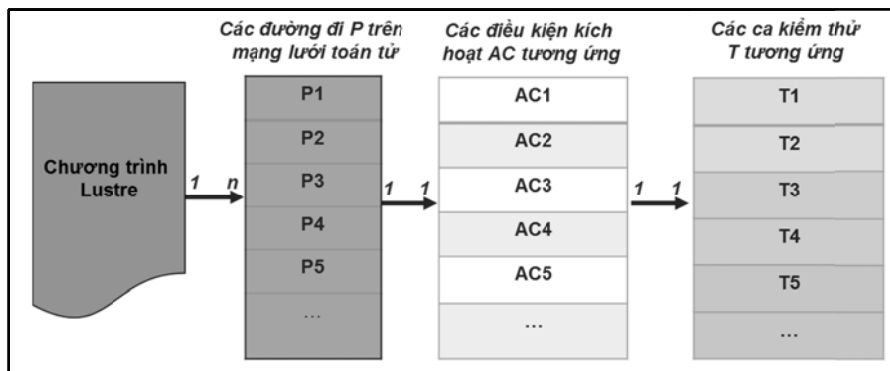 Các đường đi P trên
mạng lưới toán tử
Các điều kiện kích
hoạt AC tương ứng
Các ca kiểm thử
T tương ứng
Chương trình
Lustre
1
n
P1
P2
P3
P4
P5
...
1
1
AC1
AC2
AC3
AC4
AC5
...
1
1
T1
T2
T3
T4
T5
...